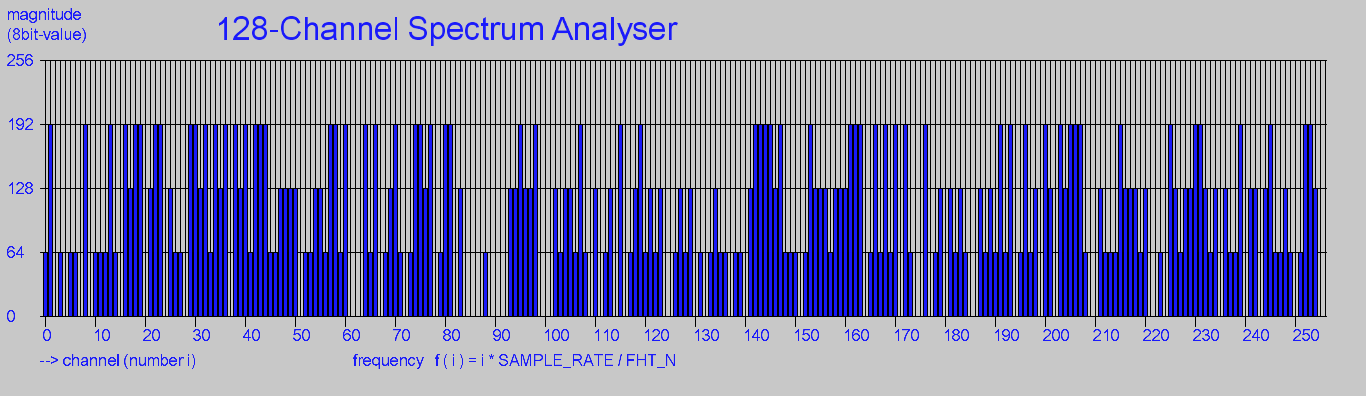 magnitude
(8bit-value)
128-Channel Spectrum Analyser
256
192
128
64
0
0 10 20 30 40 50 60 70 80 90 100 110 120 130 140 150 160 170 180 190 200 210 220 230 240 250
--> channel (number i)
frequency f ( i ) = i * SAMPLE_RATE / FHT_N